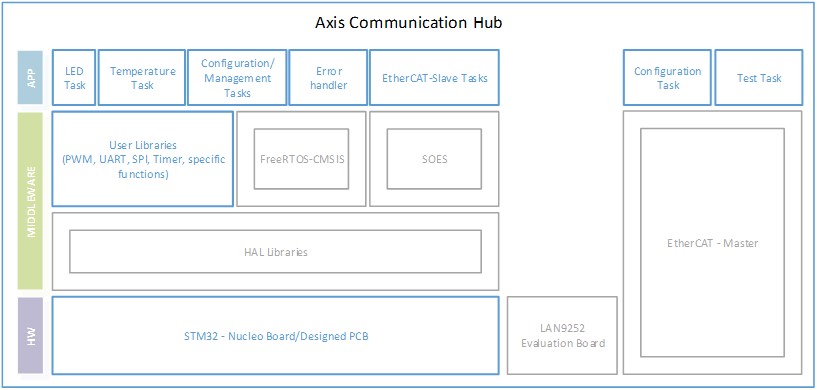 Axis Communication Hub
APP
LED
Task
Temperature
Task
Configuration/
Management
Tasks
Error
handler
EtherCAT-Slave Tasks
Configuration
Task
Test Task
MIDDLEWARE
User Libraries
(PWM, UART, SPI, Timer, specific
functions)
FreeRTOS-CMSIS
SOES
HAL Libraries
EtherCAT - Master
HW
STM32 - Nucleo Board/Designed PCB
LAN9252
Evaluation Board